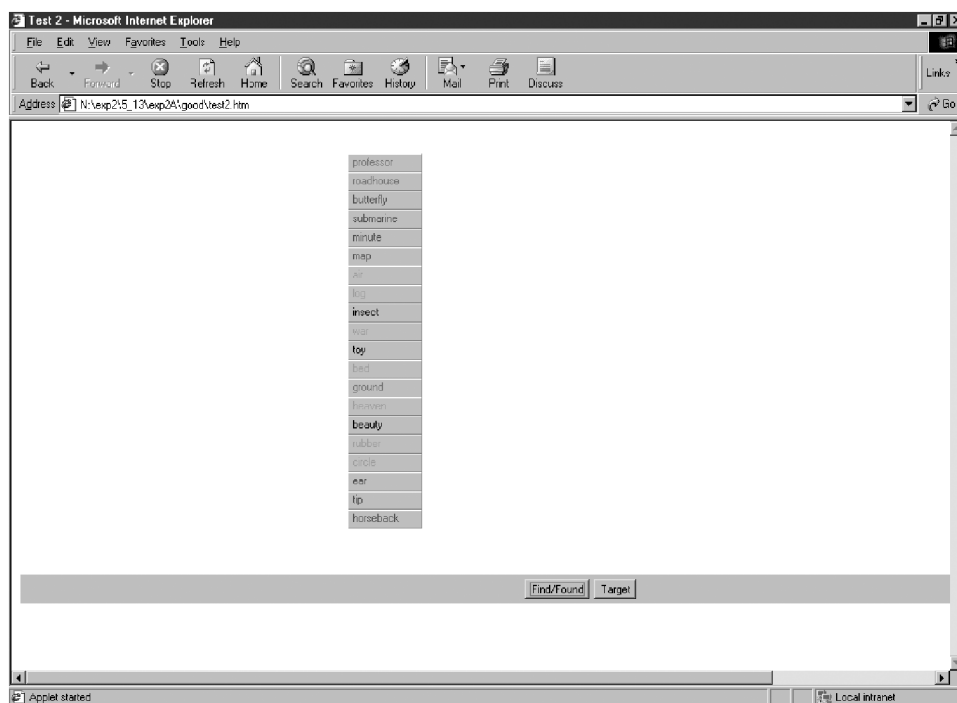 Test 2 - Microsoft Internet Explorer
File Edit View Favorites Tools Help
Back Forward Stop Refresh Home Search Favorites History Mail Print Discuss Links
Address N:\exp2\5_13\exp2A\good\test2.htm Go
professor
roadhouse
butterfly
submarine
minute
map
air
log
insect
war
toy
bed
ground
heaven
beauty
rubber
circle
ear
tip
horseback
Find/Found Target
Applet started Local intranet